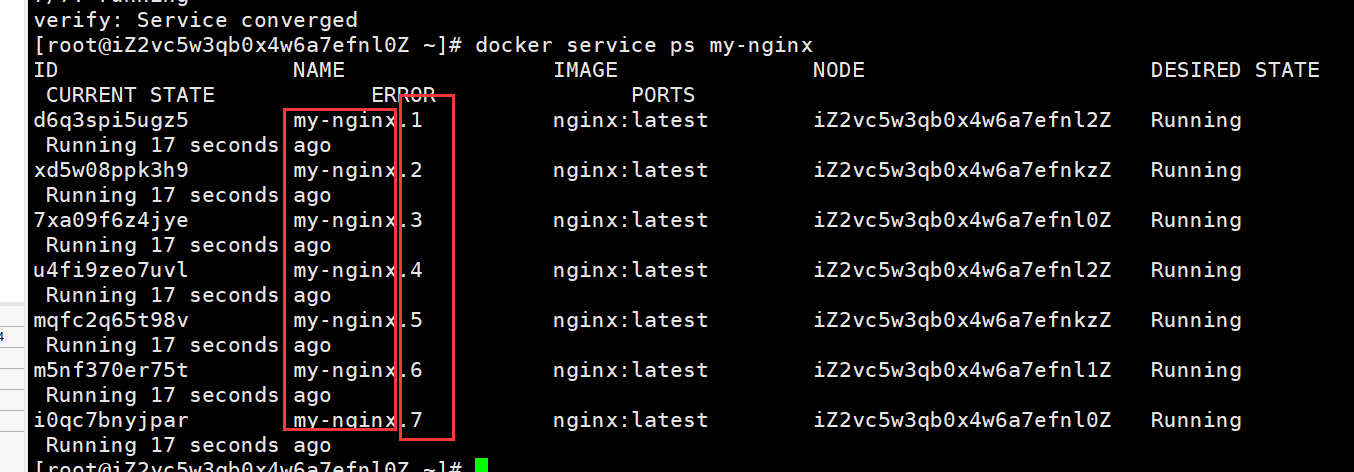 verify: Service converged
[root@iZ2vc5w3qb0x4w6a7efnl0Z ~]# docker service ps my-nginx
ID NAME IMAGE NODE DESIRED STATE
CURRENT STATE ERROR PORTS
d6q3spi5ugz5 my-nginx.1 nginx:latest iZ2vc5w3qb0x4w6a7efnl2Z Running
Running 17 seconds ago
xd5w08ppk3h9 my-nginx.2 nginx:latest iZ2vc5w3qb0x4w6a7efnkzZ Running
Running 17 seconds ago
7xa09f6z4jye my-nginx.3 nginx:latest iZ2vc5w3qb0x4w6a7efnl0Z Running
Running 17 seconds ago
u4fi9zeo7uvl my-nginx.4 nginx:latest iZ2vc5w3qb0x4w6a7efnl2Z Running
Running 17 seconds ago
mqfc2q65t98v my-nginx.5 nginx:latest iZ2vc5w3qb0x4w6a7efnkzZ Running
Running 17 seconds ago
m5nf370er75t my-nginx.6 nginx:latest iZ2vc5w3qb0x4w6a7efnl1Z Running
Running 17 seconds ago
i0qc7bnyjpar my-nginx.7 nginx:latest iZ2vc5w3qb0x4w6a7efnl0Z Running
Running 17 seconds ago
[root@iZ2vc5w3qb0x4w6a7efnl0Z ~]#